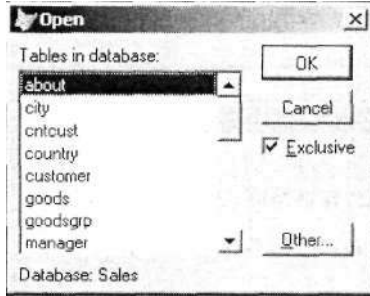 Open
Tables in database:
about
city
cntcust
country
customer
goods
goodsgrp
manager
Database: Sales
OK
Cancel
Exclusive
Other...